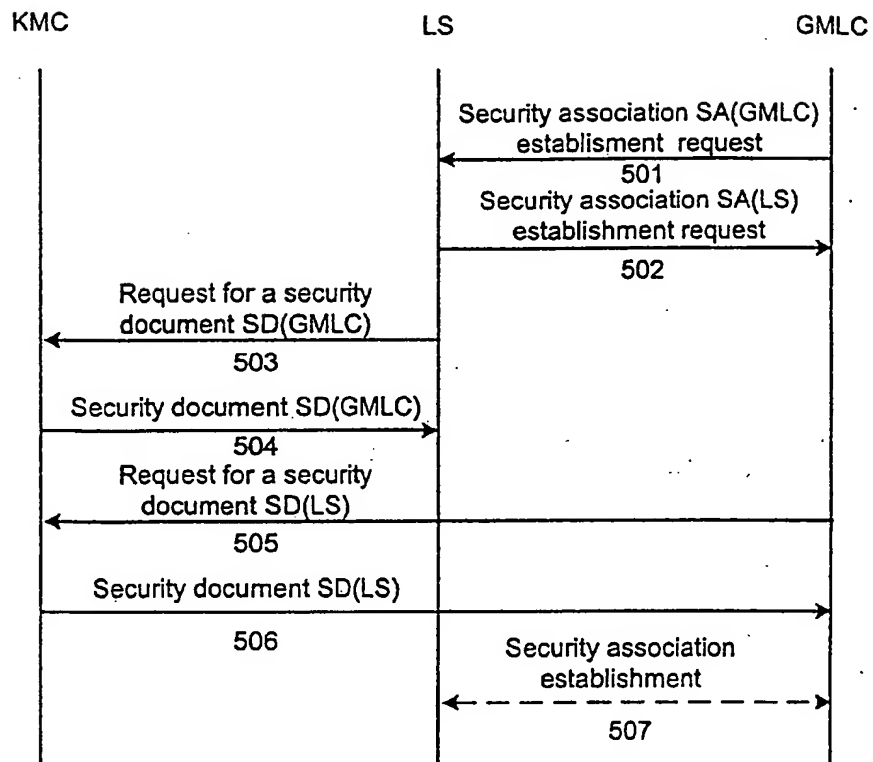 KMC
LS
GMLC
Security association SA(GMLC)
establisment request
501
Security association SA(LS)
establishment request
502
Request for a security
document SD(GMLC)
503
Security document SD(GMLC)
504
Request for a security
document SD(LS)
505
Security document SD(LS)
506
Security association
establishment
507